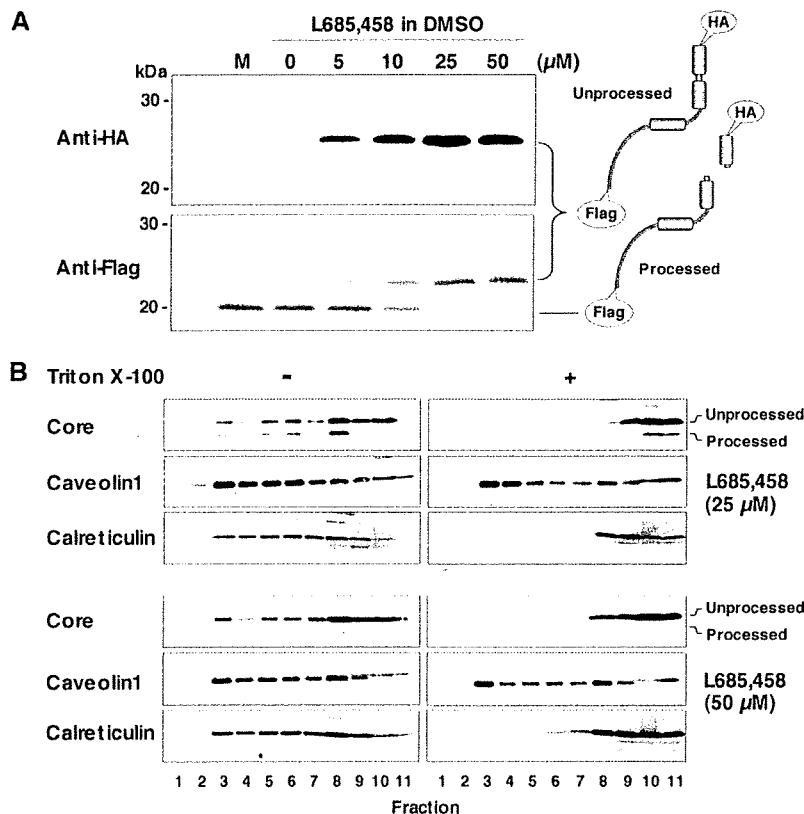 A
L685,458 in DMSO
kDa M 0 5 10 25 50 (µM)
30 -
Anti-HA
20 -
30 -
Anti-Flag
20 -
HA
Unprocessed
HA
Flag
Processed
Flag
B
Triton X-100 - +
Core
Unprocessed
Processed
Caveolin1
L685,458
(25 µM)
Calreticulin
Core
Unprocessed
Processed
Caveolin1
L685,458
(50 µM)
Calreticulin
1 2 3 4 5 6 7 8 9 10 11 1 2 3 4 5 6 7 8 9 10 11
Fraction